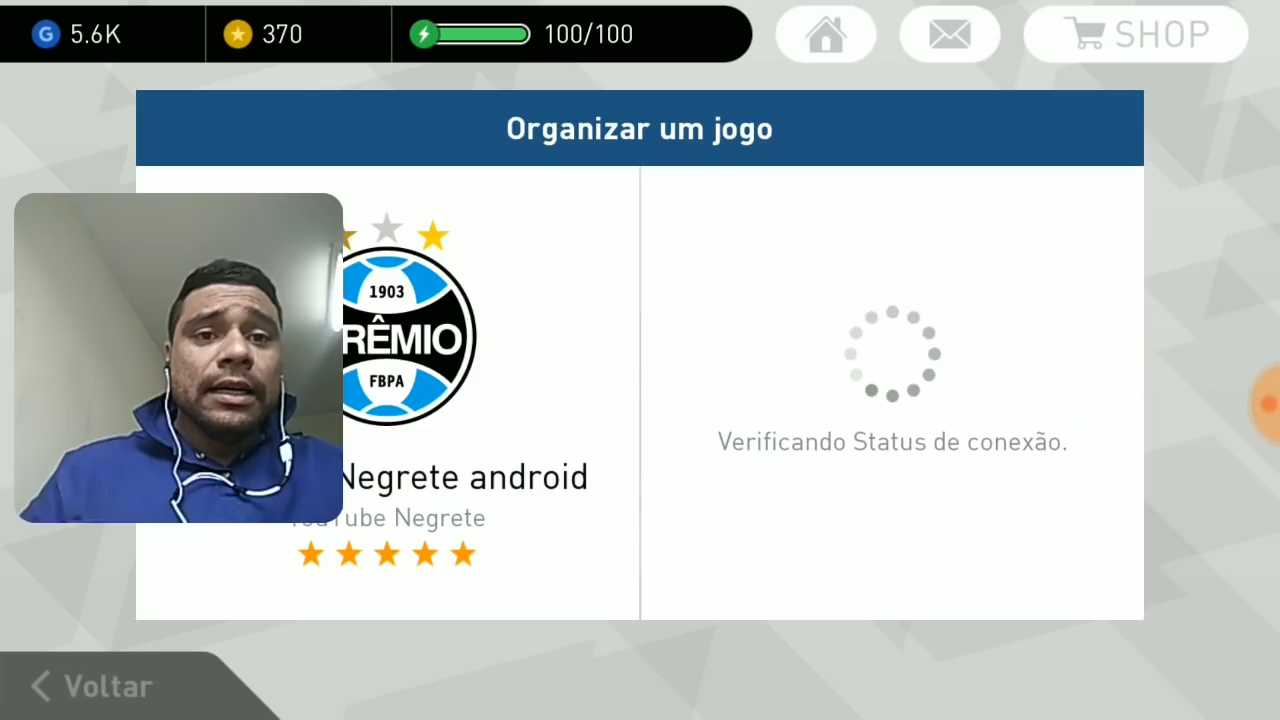 G 5.6K
370
100/100
SHOP
Organizar um jogo
1903
RÊMIO
FBPA
Negrete android
YouTube Negrete
Verificando Status de conexão.
Voltar